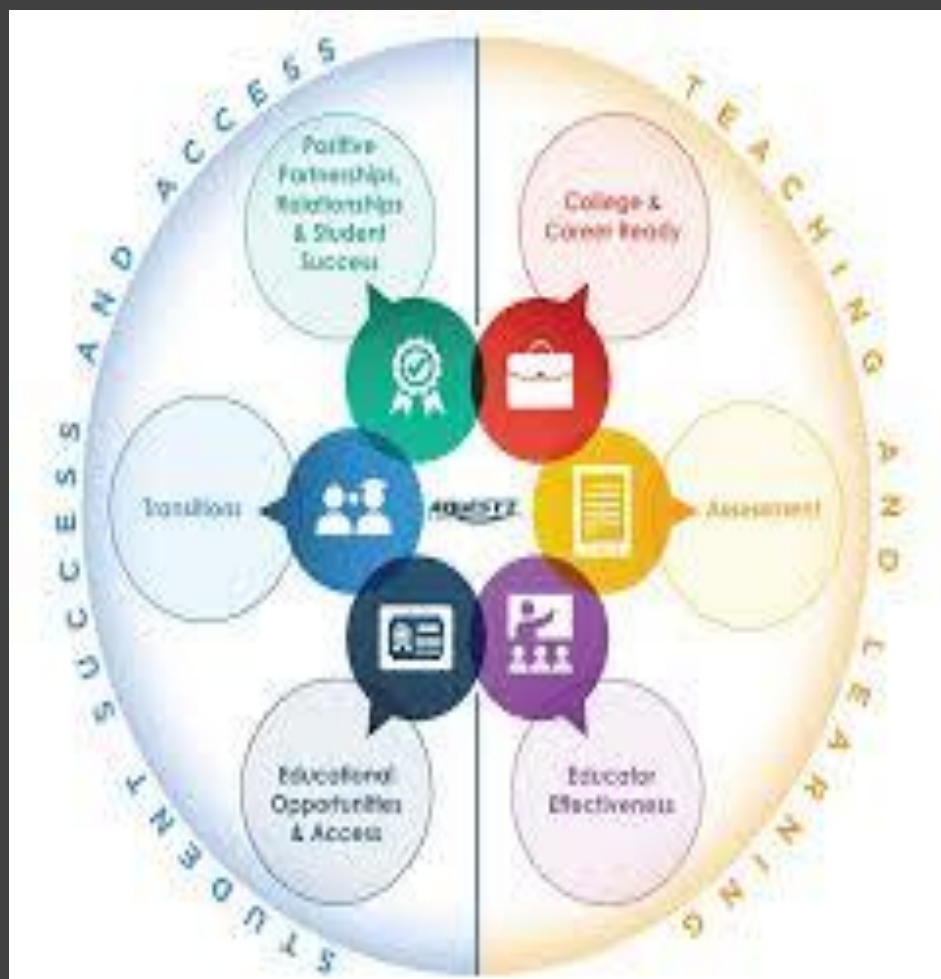 STUDENT SUCCESS AND ACCESS
TEACHING AND LEARNING
Positive
Partnerships,
Relationships
& Student
Success
College &
Career Ready
Transitions
AQuESTT
Assessment
Educational
Opportunities
& Access
Educator
Effectiveness